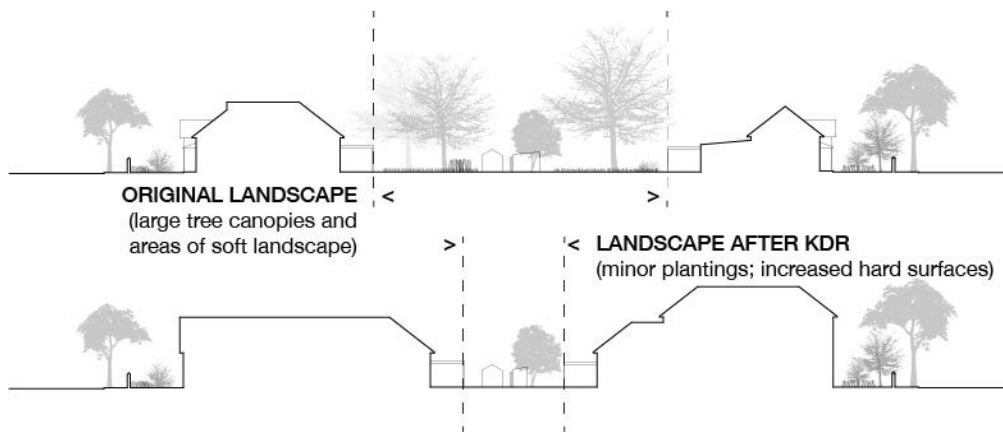 ORIGINAL LANDSCAPE
(large tree canopies and
areas of soft landscape)
LANDSCAPE AFTER KDR
(minor plantings; increased hard surfaces)